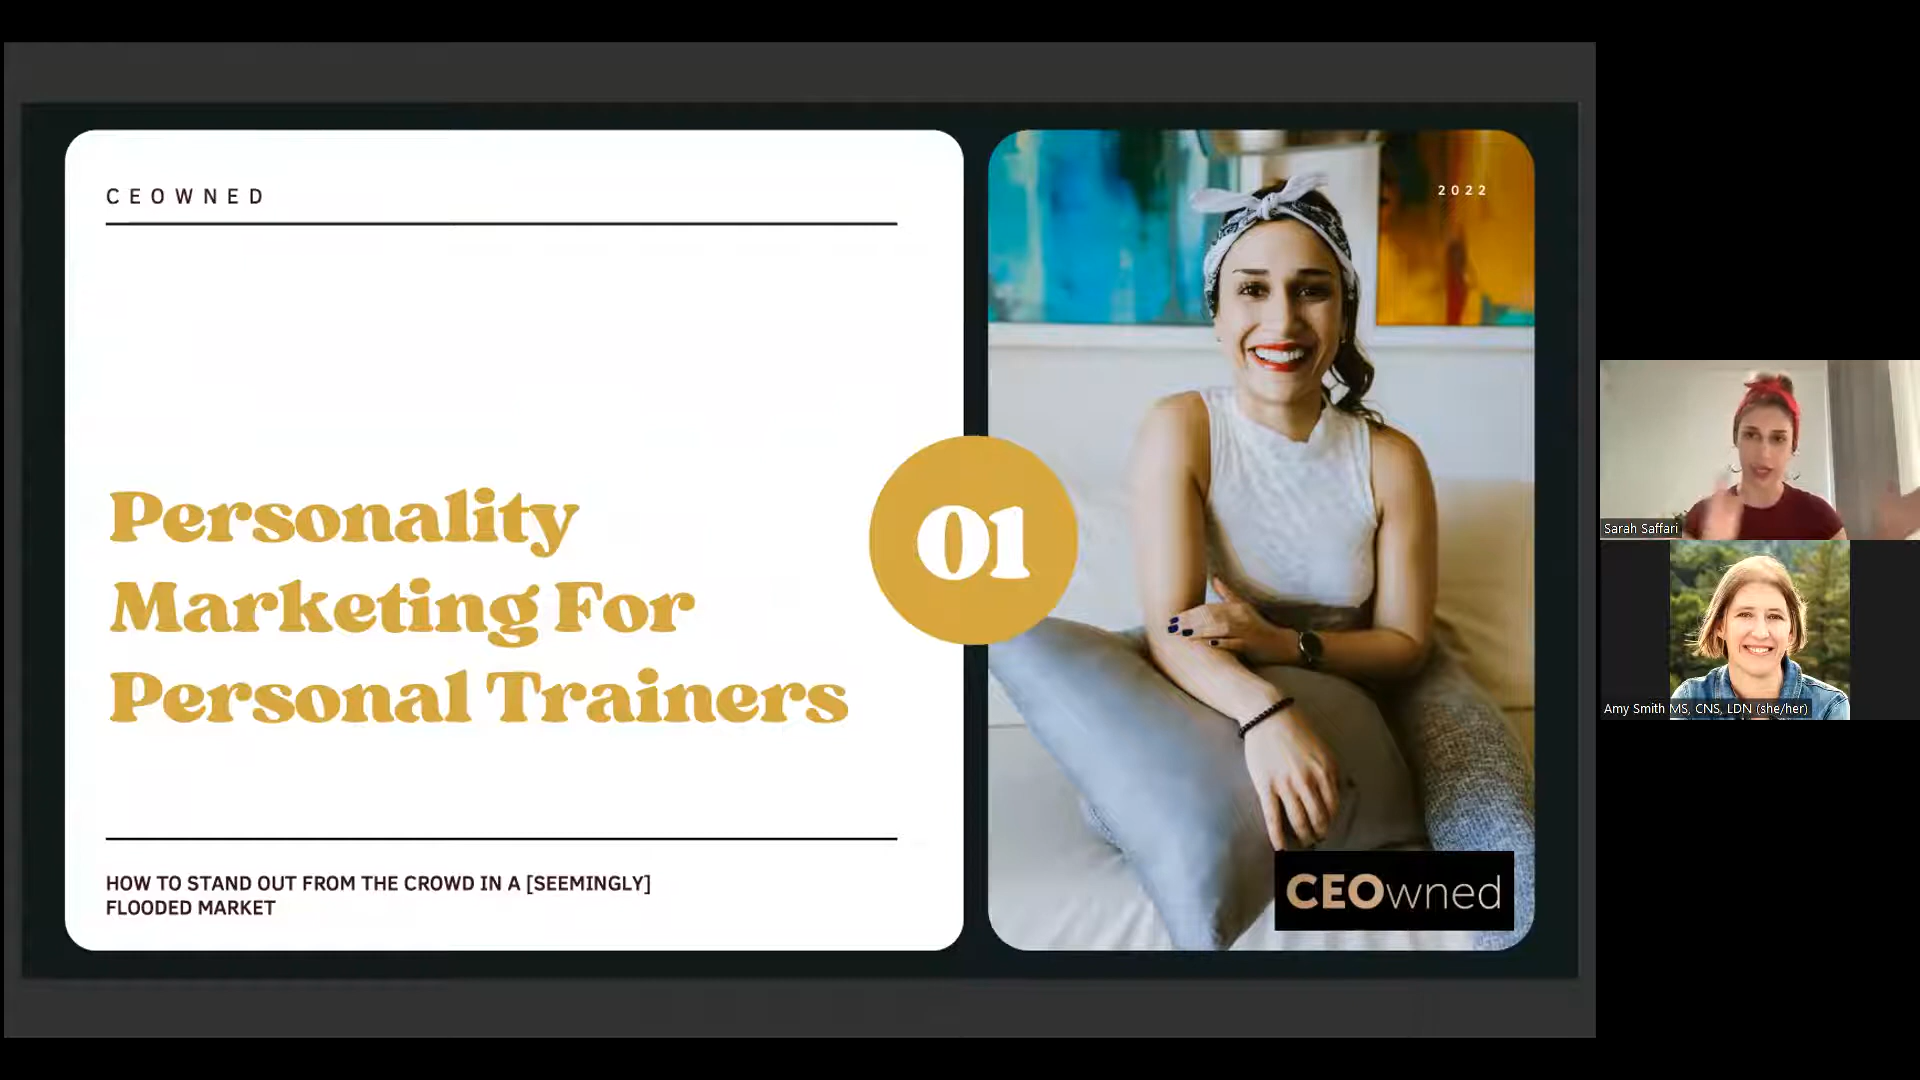 CEOWNED
Personality
Marketing For
Personal Trainers
HOW TO STAND OUT FROM THE CROWD IN A [SEEMINGLY]
FLOODED MARKET
01
2022
CEOwned
Sarah Saffari
Amy Smith MS, CNS, LDN (she/her)